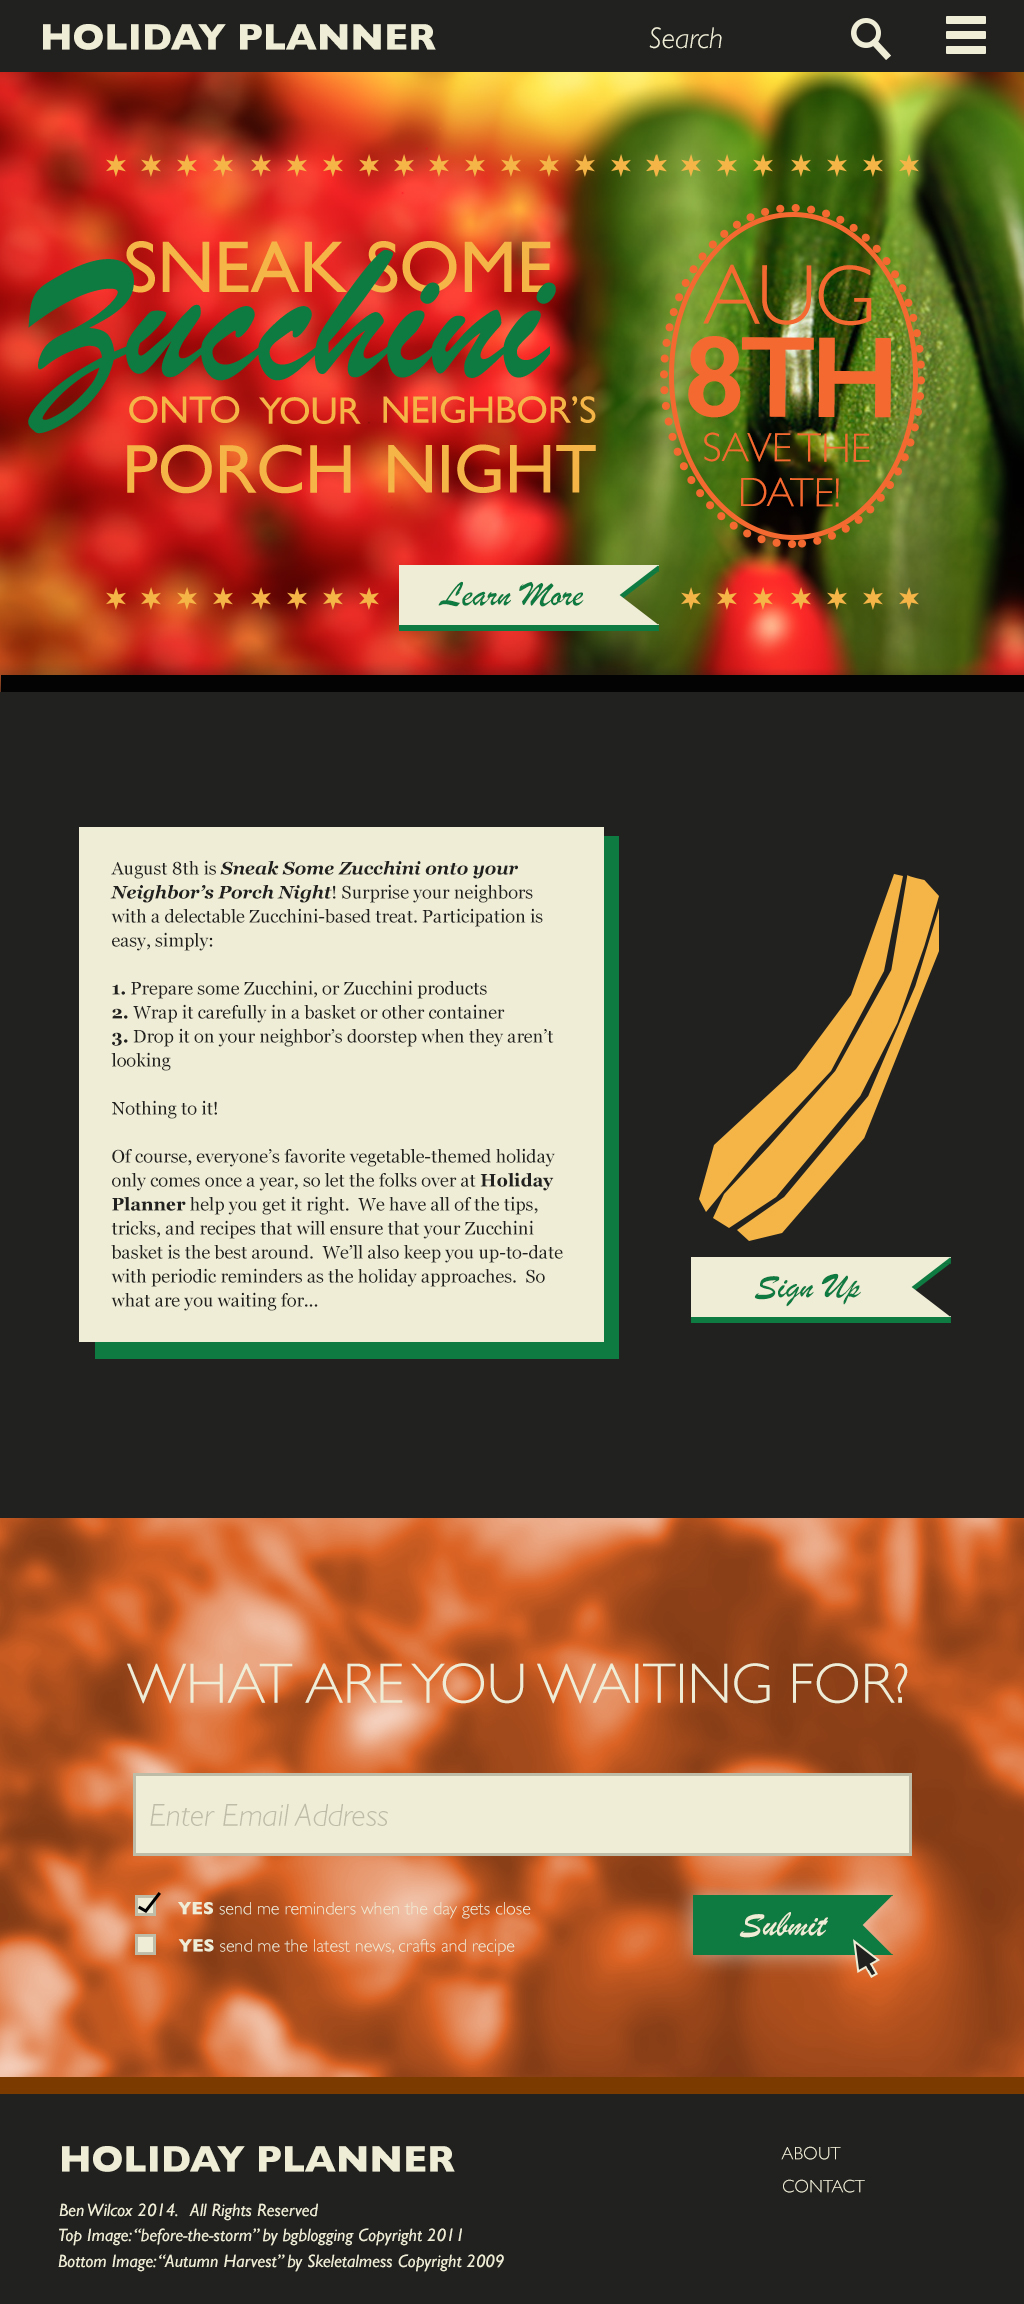 HOLIDAY PLANNER
Search
SNEAK SOME
Zucchini
ONTO YOUR NEIGHBOR'S
PORCH NIGHT
AUG
8TH
SAVE THE
DATE!
Learn More
August 8th is Sneak Some Zucchini onto your
Neighbor's Porch Night! Surprise your neighbors
with a delectable Zucchini-based treat. Participation is
easy, simply:
1. Prepare some Zucchini, or Zucchini products
2. Wrap it carefully in a basket or other container
3. Drop it on your neighbor's doorstep when they aren't
looking
Nothing to it!
Of course, everyone's favorite vegetable-themed holiday
only comes once a year, so let the folks over at Holiday
Planner help you get it right.  We have all of the tips,
tricks, and recipes that will ensure that your Zucchini
basket is the best around.  We'll also keep you up-to-date
with periodic reminders as the holiday approaches.  So
what are you waiting for...
Sign Up
WHAT ARE YOU WAITING FOR?
Enter Email Address
YES send me reminders when the day gets close
YES send me the latest news, crafts and recipe
Submit
HOLIDAY PLANNER
Ben Wilcox 2014.  All Rights Reserved
Top Image: "before-the-storm" by bgblogging Copyright 2011
Bottom Image: "Autumn Harvest" by Skeletalmess Copyright 2009
ABOUT
CONTACT